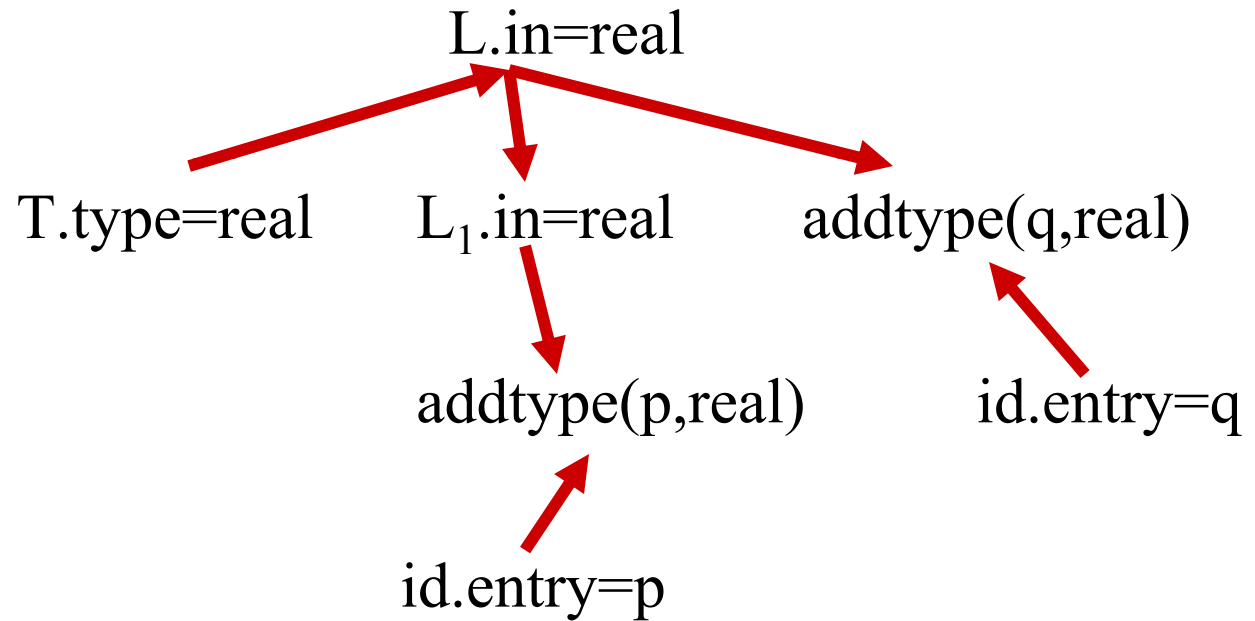 L.in=real
T.type=real L₁.in=real addtype(q,real)
addtype(p,real) id.entry=q
id.entry=p